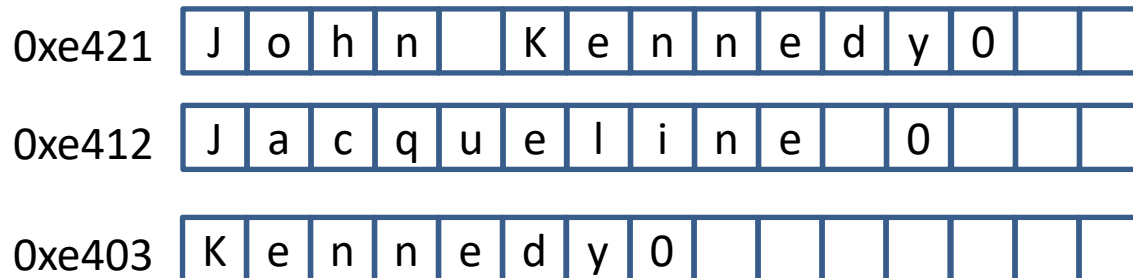 0xe421 J o h n K e n n e d y 0
0xe412 J a c q u e l i n e 0
0xe403 K e n n e d y 0